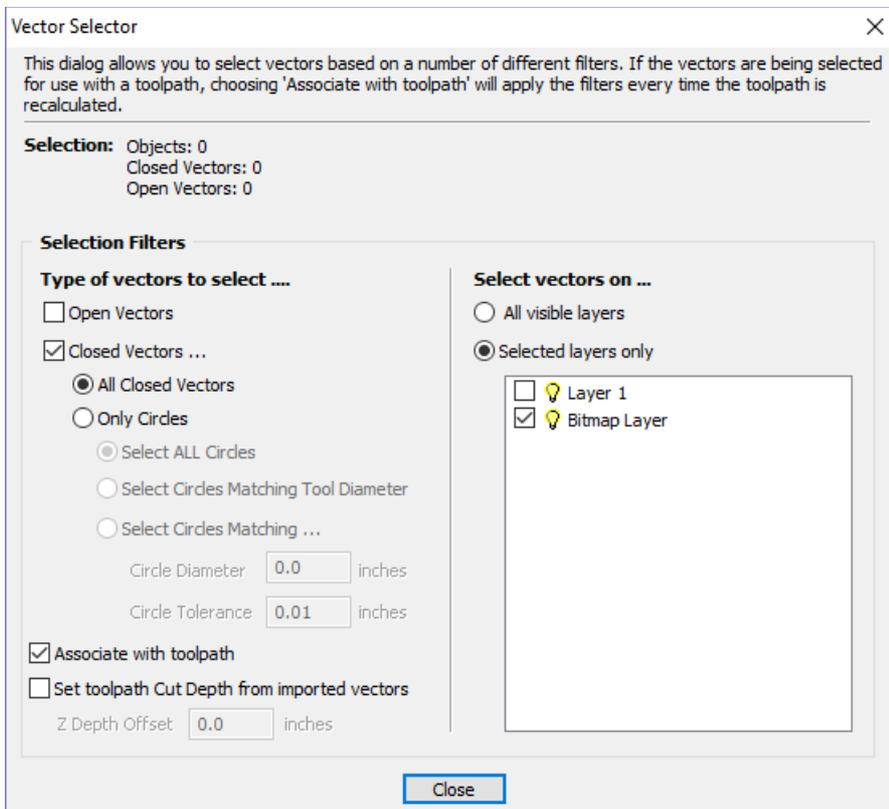 Vector Selector
This dialog allows you to select vectors based on a number of different filters. If the vectors are being selected
for use with a toolpath, choosing 'Associate with toolpath' will apply the filters every time the toolpath is
recalculated.
Selection: Objects: 0
Closed Vectors: 0
Open Vectors: 0
Selection Filters
Type of vectors to select ....
Open Vectors
Closed Vectors ...
All Closed Vectors
Only Circles
Select ALL Circles
Select Circles Matching Tool Diameter
Select Circles Matching ...
Circle Diameter 0.0 inches
Circle Tolerance 0.01 inches
Associate with toolpath
Set toolpath Cut Depth from imported vectors
Z Depth Offset 0.0 inches
Select vectors on ...
All visible layers
Selected layers only
Layer 1
Bitmap Layer
Close